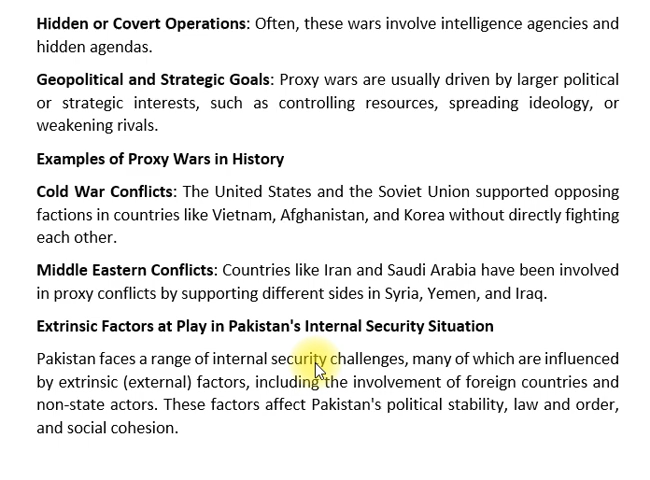 Hidden or Covert Operations: Often, these wars involve intelligence agencies and
hidden agendas.
Geopolitical and Strategic Goals: Proxy wars are usually driven by larger political
or strategic interests, such as controlling resources, spreading ideology, or
weakening rivals.
Examples of Proxy Wars in History
Cold War Conflicts: The United States and the Soviet Union supported opposing
factions in countries like Vietnam, Afghanistan, and Korea without directly fighting
each other.
Middle Eastern Conflicts: Countries like Iran and Saudi Arabia have been involved
in proxy conflicts by supporting different sides in Syria, Yemen, and Iraq.
Extrinsic Factors at Play in Pakistan's Internal Security Situation
Pakistan faces a range of internal security challenges, many of which are influenced
by extrinsic (external) factors, including the involvement of foreign countries and
non-state actors. These factors affect Pakistan's political stability, law and order,
and social cohesion.